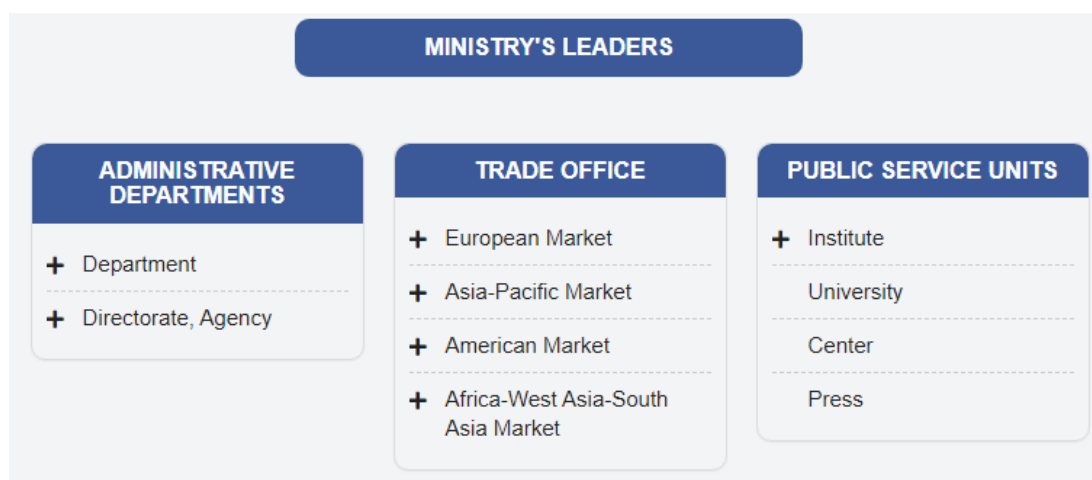 MINISTRY'S LEADERS
ADMINISTRATIVE
DEPARTMENTS
+ Department
+ Directorate, Agency
TRADE OFFICE
+ European Market
+ Asia-Pacific Market
+ American Market
+ Africa-West Asia-South
Asia Market
PUBLIC SERVICE UNITS
+ Institute
University
Center
Press